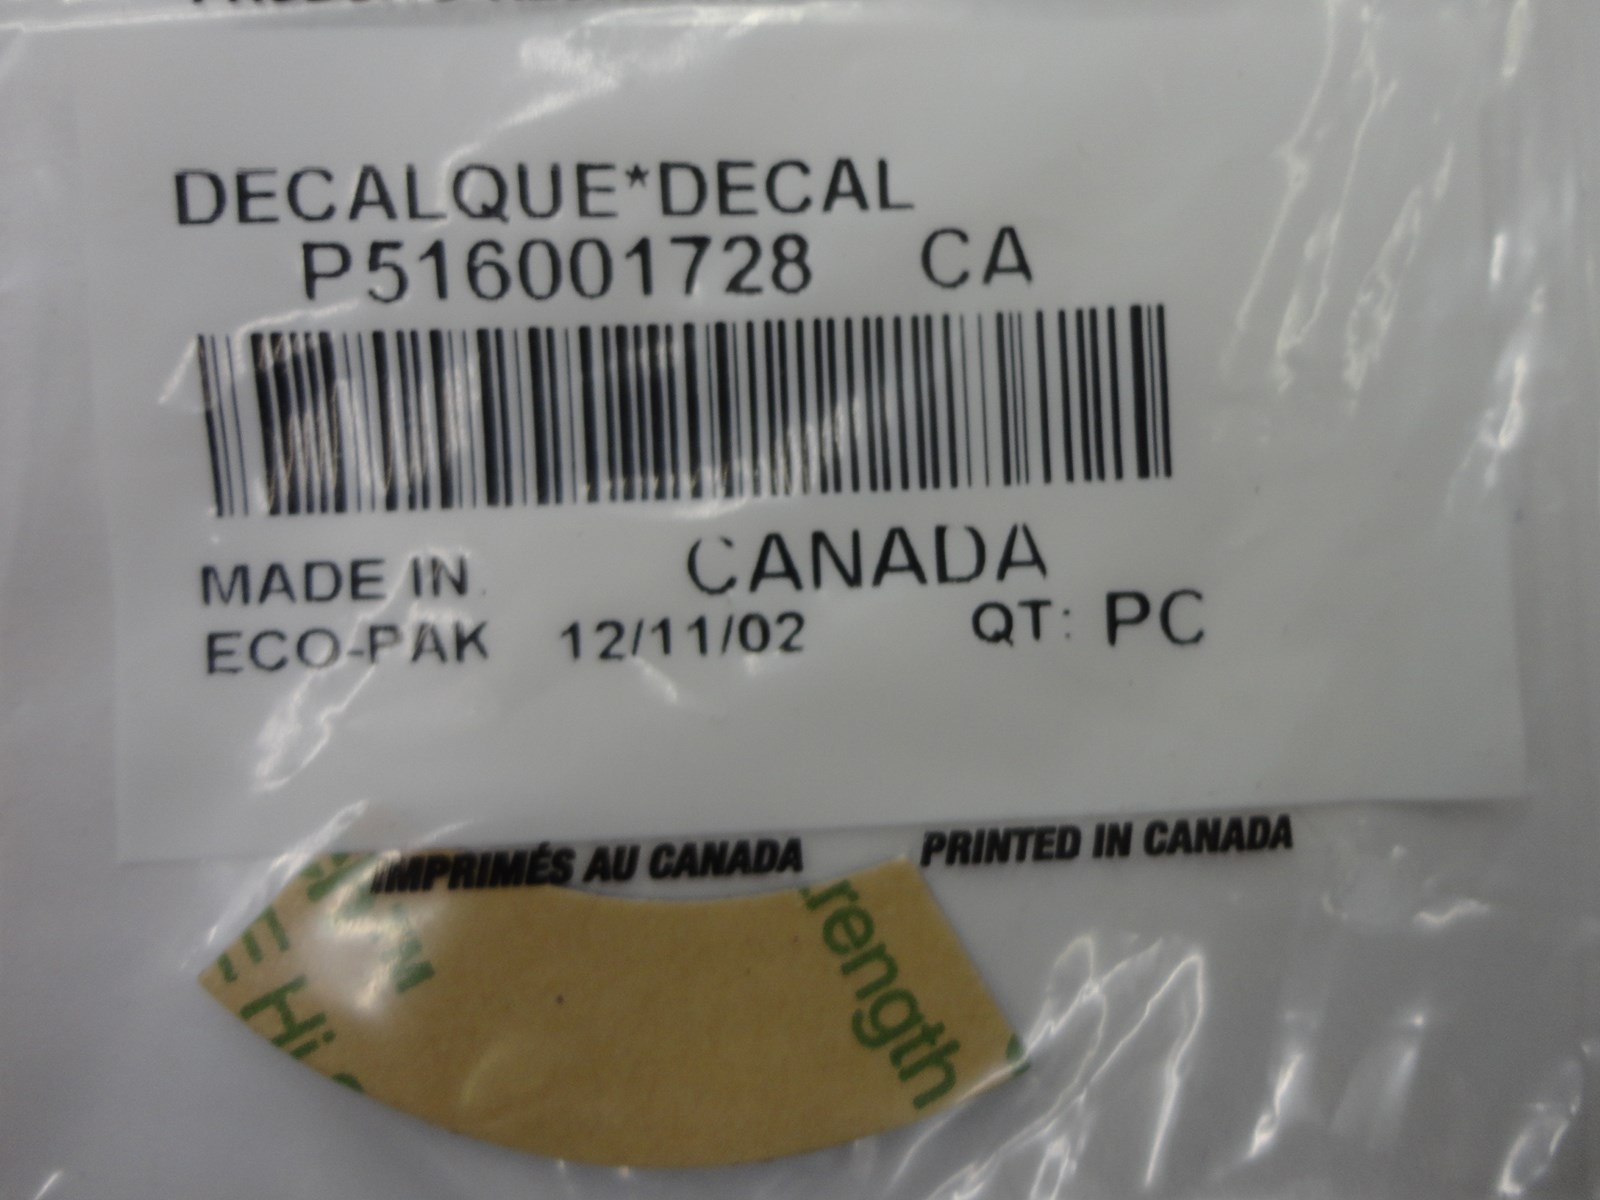 DECALQUE*DECAL
P516001728 CA
MADE IN CANADA
ECO-PAK 12/11/02 QT: PC
IMPRIMÉS AU CANADA PRINTED IN CANADA